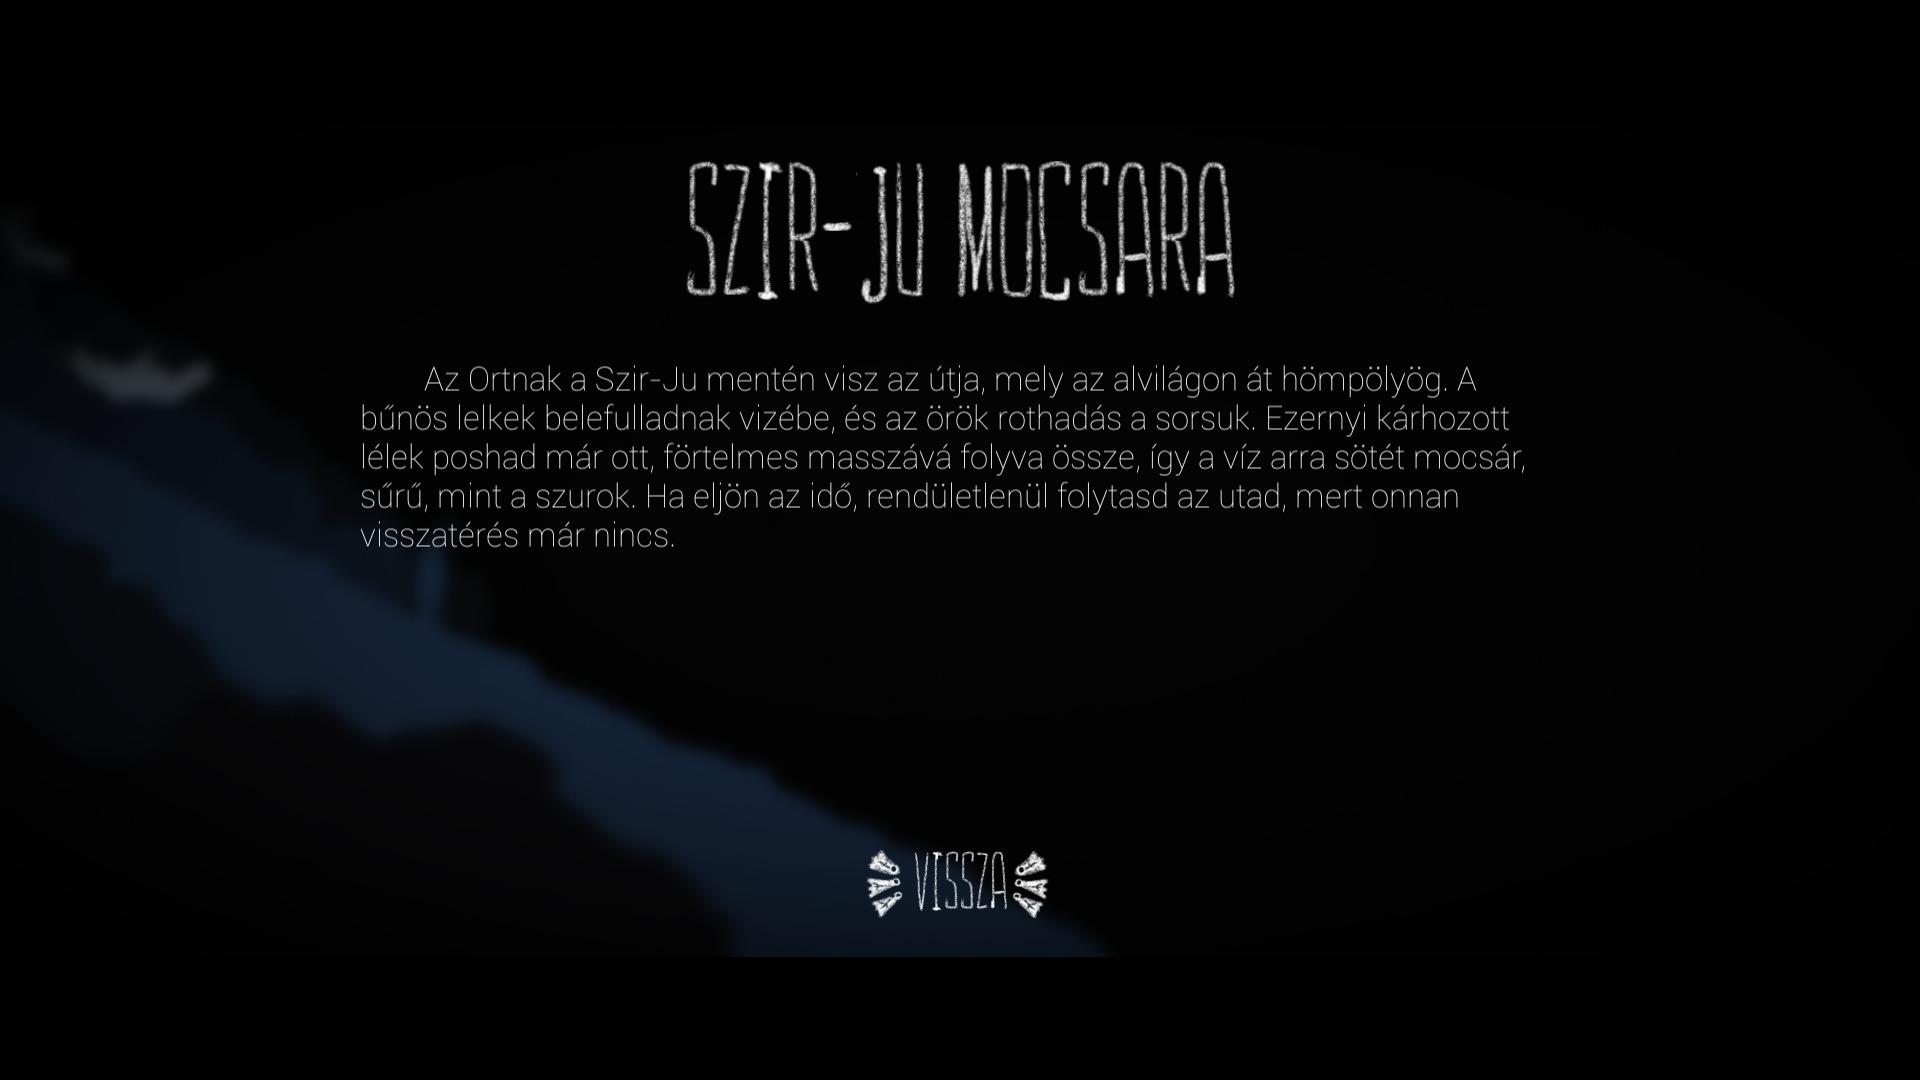 SZIR-JU MOCSARA
Az Ortnak a Szir-Ju mentén visz az útja, mely az alvilágon át hömpölyög. A
bűnös lelkek belefulladnak vizébe, és az örök rothadás a sorsuk. Ezernyi kárhozott
lélek poshad már ott, förtelmes masszává folyva össze, így a víz arra sötét mocsár,
sűrű, mint a szurok. Ha eljön az idő, rendületlenül folytasd az utad, mert onnan
visszatérés már nincs.
VISSZA